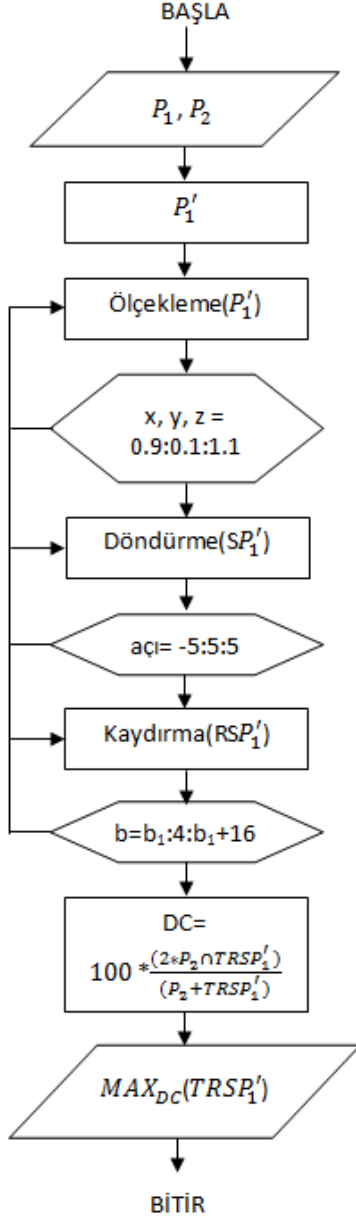 BAŞLA
P₁, P₂
P₁′
Ölçekleme(P₁′)
x, y, z =
0.9:0.1:1.1
Döndürme(SP₁′)
açı= -5:5:5
Kaydırma(RSP₁′)
b=b₁:4:b₁+16
DC=
100 * (2*P₂∩TRSP₁′)/(P₂+TRSP₁′)
MAX_DC(TRSP₁′)
BİTİR